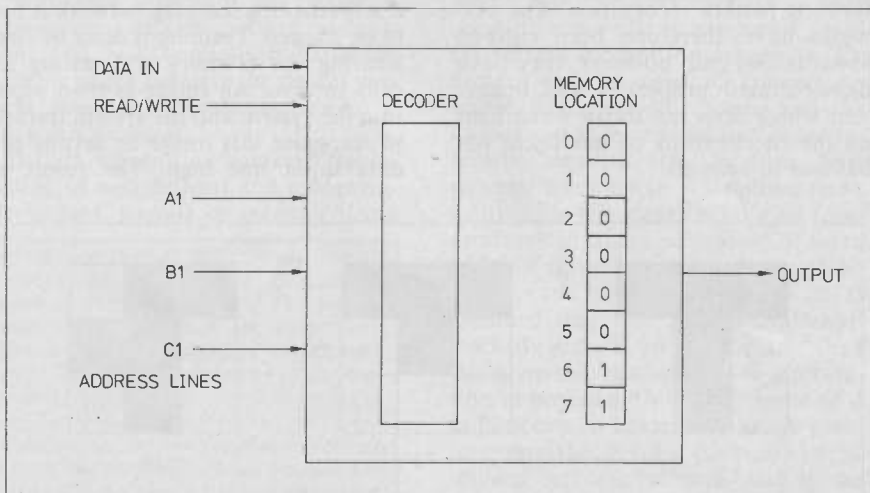 DATA IN
READ/WRITE
DECODER
MEMORY
LOCATION
0 0
1 0
A1
2 0
3 0
B1
OUTPUT
4 0
5 0
C1
6 1
ADDRESS LINES
7 1